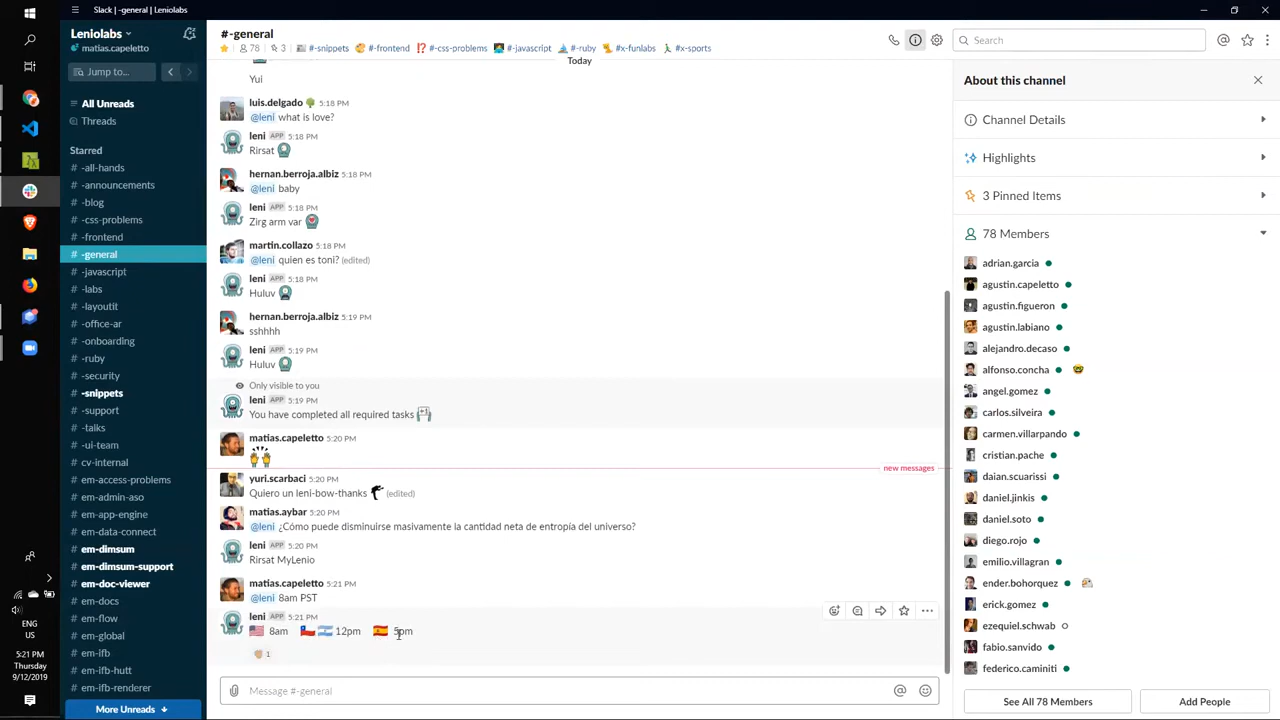 Slack | -general | Leniolabs
Leniolabs
matias.capeletto
Jump to...
All Unreads
Threads
Starred
# -all-hands
# -announcements
# -blog
# -css-problems
# -frontend
# -general
# -javascript
# -labs
# -layoutit
# -office-ar
# -onboarding
# -ruby
# -security
# -snippets
# -support
# -talks
# -ui-team
# cv-internal
# em-access-problems
# em-admin-aso
# em-app-engine
# em-data-connect
# em-dimsum
# em-dimsum-support
# em-doc-viewer
# em-docs
# em-flow
# em-global
# em-ifb
# em-ifb-hutt
# em-ifb-renderer
More Unreads
ENG
US
5:21 PM
Thursday
9/12/2019
#-general
78 3 #-snippets #-frontend #-css-problems #-javascript #-ruby #x-funlabs #x-sports
Search
Today
Yui
luis.delgado 5:18 PM
@leni what is love?
leni APP 5:18 PM
Rirsat
hernan.berroja.albiz 5:18 PM
@leni baby
leni APP 5:18 PM
Zirg arm var
martin.collazo 5:18 PM
@leni quien es toni? (edited)
leni APP 5:18 PM
Huluv
hernan.berroja.albiz 5:19 PM
sshhhh
leni APP 5:19 PM
Huluv
Only visible to you
leni APP 5:19 PM
You have completed all required tasks
matias.capeletto 5:20 PM
new messages
yuri.scarbaci 5:20 PM
Quiero un leni-bow-thanks (edited)
matias.aybar 5:20 PM
@leni ¿Cómo puede disminuirse masivamente la cantidad neta de entropía del universo?
leni APP 5:20 PM
Rirsat MyLenio
matias.capeletto 5:21 PM
@leni 8am PST
leni APP 5:21 PM
8am 12pm 5pm
1
Message #-general
About this channel
Channel Details
Highlights
3 Pinned Items
78 Members
adrian.garcia
agustin.capeletto
agustin.figueron
agustin.labiano
alejandro.decaso
alfonso.concha
angel.gomez
carlos.silveira
carmen.villarpando
cristian.pache
daian.scuarissi
daniel.jinkis
daniel.soto
diego.rojo
emilio.villagran
ender.bohorquez
erick.gomez
ezequiel.schwab
fabio.sanvido
federico.caminiti
See All 78 Members
Add People